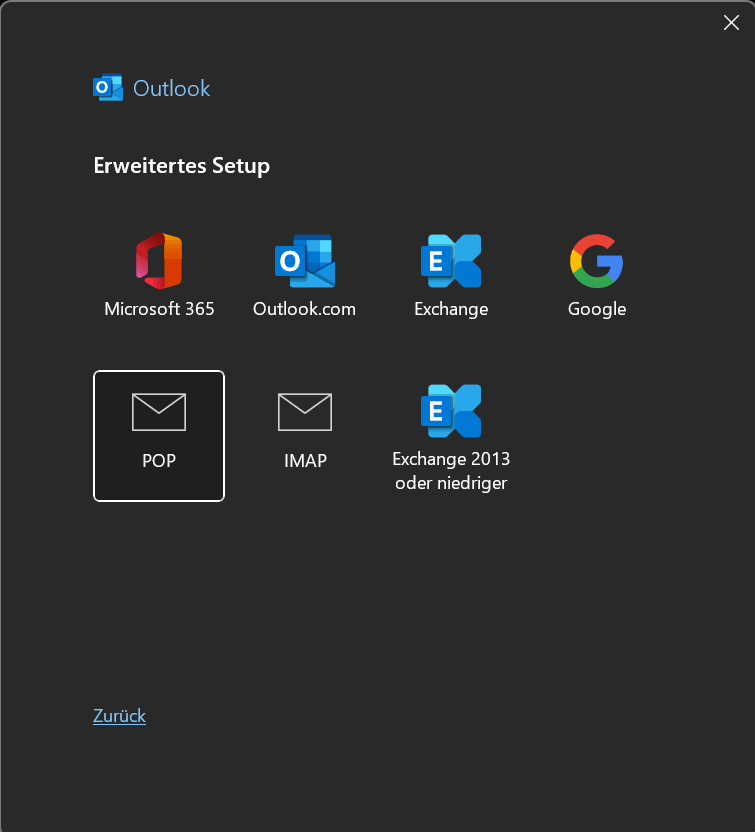 Outlook
Erweitertes Setup
Microsoft 365
Outlook.com
Exchange
Google
POP
IMAP
Exchange 2013
oder niedriger
Zurück